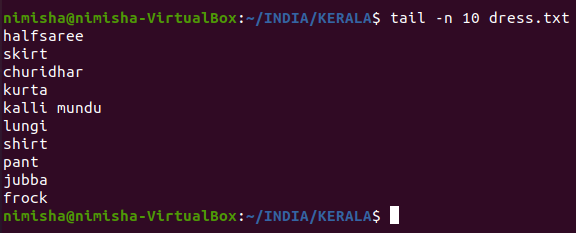 nimisha@nimisha-VirtualBox:~/INDIA/KERALA$ tail -n 10 dress.txt
halfsaree
skirt
churidhar
kurta
kalli mundu
lungi
shirt
pant
jubba
frock
nimisha@nimisha-VirtualBox:~/INDIA/KERALA$